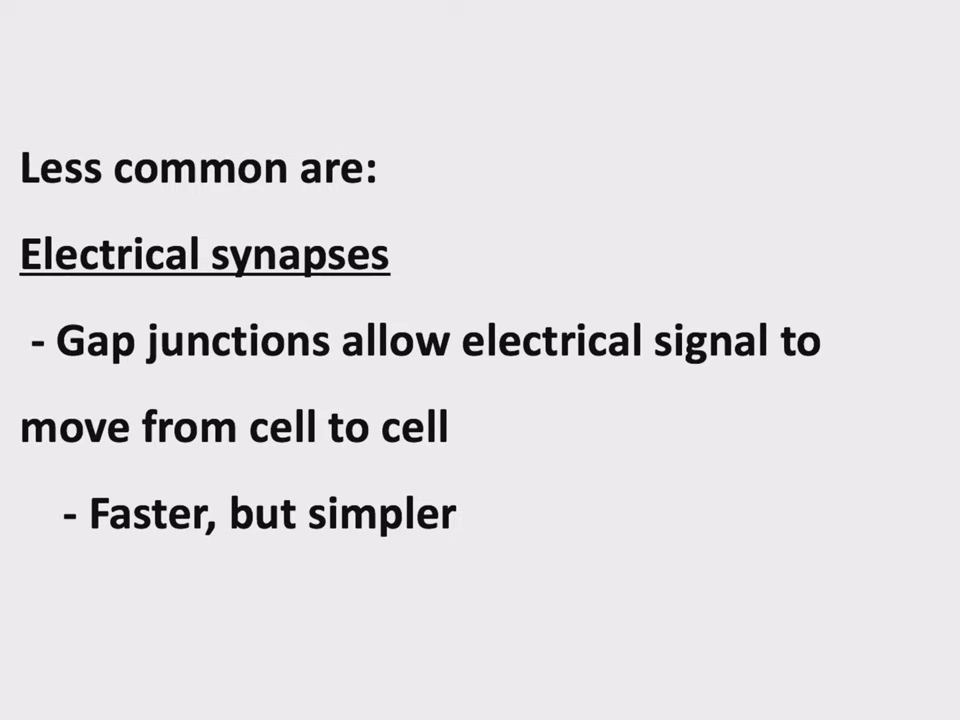 Less common are:
Electrical synapses
- Gap junctions allow electrical signal to
move from cell to cell
- Faster, but simpler